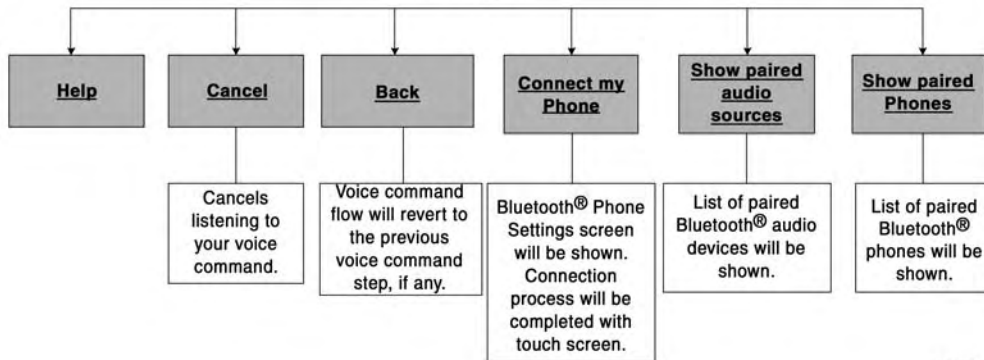 Help
Cancel
Back
Connect my
Phone
Show paired
audio
sources
Show paired
Phones
Cancels
listening to
your voice
command.
Voice command
flow will revert to
the previous
voice command
step, if any.
Bluetooth® Phone
Settings screen
will be shown.
Connection
process will be
completed with
touch screen.
List of paired
Bluetooth® audio
devices will be
shown.
List of paired
Bluetooth®
phones will be
shown.